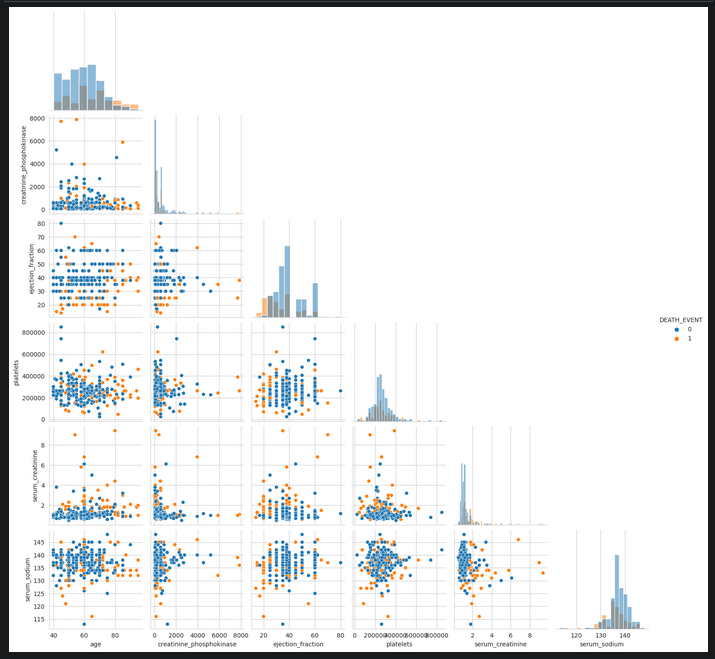 creatinine_phosphokinase
8000
6000
4000
2000
0
ejection_fraction
80
70
60
50
40
30
20
platelets
800000
600000
400000
200000
0
DEATH_EVENT
0
1
serum_creatinine
8
6
4
2
serum_sodium
145
140
135
130
125
120
115
40 60 80
0 2000 4000 6000 8000
20 40 60 80
0 200000 400000 600000 800000
2 4 6 8
120 130 140
age creatinine_phosphokinase ejection_fraction platelets serum_creatinine serum_sodium